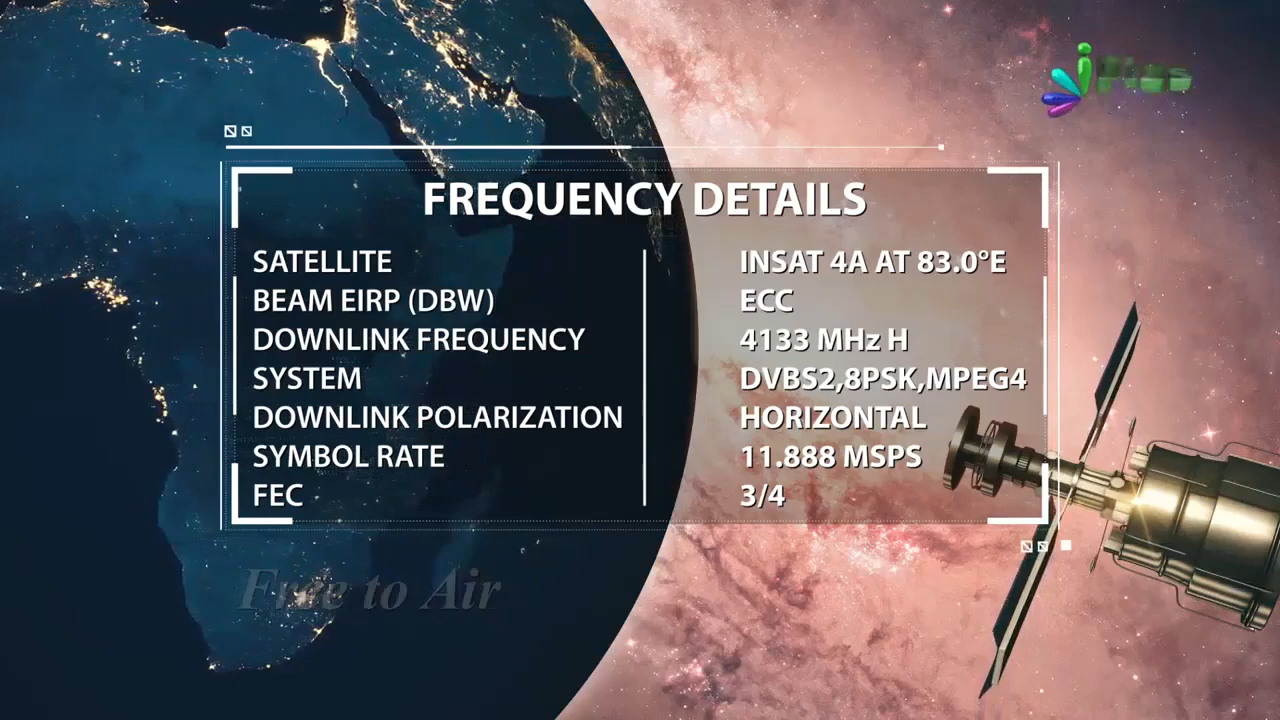 iPlus
FREQUENCY DETAILS
SATELLITE INSAT 4A AT 83.0°E
BEAM EIRP (DBW) ECC
DOWNLINK FREQUENCY 4133 MHz H
SYSTEM DVBS2,8PSK,MPEG4
DOWNLINK POLARIZATION HORIZONTAL
SYMBOL RATE 11.888 MSPS
FEC 3/4
Free to Air